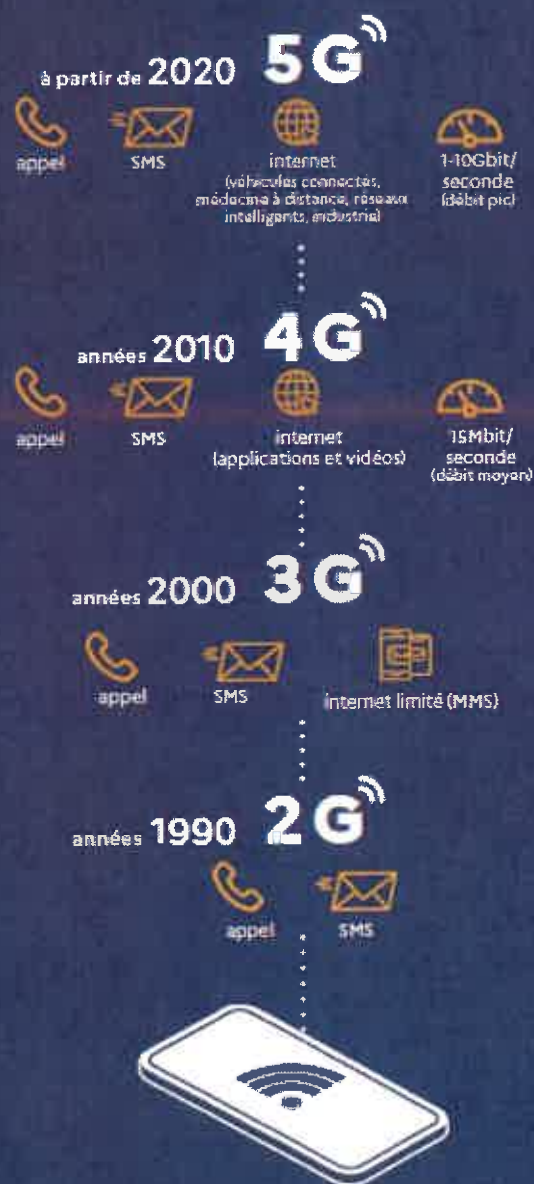 à partir de 2020 5G
appel
SMS
internet
(véhicules connectés,
médecine à distance, réseaux
intelligents, industrie)
1-10Gbit/
seconde
(débit pic)
années 2010 4G
appel
SMS
internet
(applications et vidéos)
15Mbit/
seconde
(débit moyen)
années 2000 3G
appel
SMS
internet limité (MMS)
années 1990 2G
appel
SMS